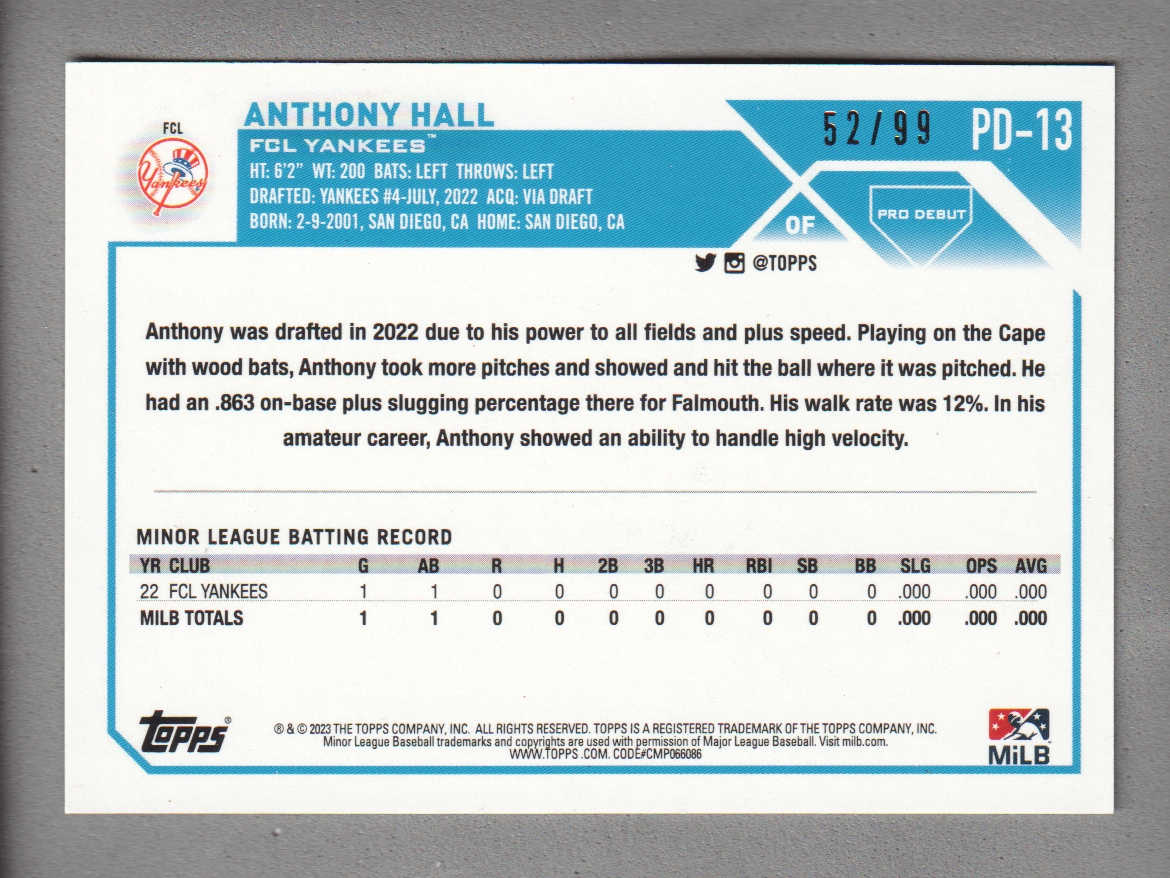 FCL
Yankees
ANTHONY HALL
FCL YANKEES™
HT: 6'2" WT: 200 BATS: LEFT THROWS: LEFT
DRAFTED: YANKEES #4-JULY, 2022 ACQ: VIA DRAFT
BORN: 2-9-2001, SAN DIEGO, CA HOME: SAN DIEGO, CA
52/99 PD-13
OF
PRO DEBUT
@TOPPS
Anthony was drafted in 2022 due to his power to all fields and plus speed. Playing on the Cape
with wood bats, Anthony took more pitches and showed and hit the ball where it was pitched. He
had an .863 on-base plus slugging percentage there for Falmouth. His walk rate was 12%. In his
amateur career, Anthony showed an ability to handle high velocity.
MINOR LEAGUE BATTING RECORD
YR CLUB G AB R H 2B 3B HR RBI SB BB SLG OPS AVG
22 FCL YANKEES 1 1 0 0 0 0 0 0 0 0 .000 .000 .000
MILB TOTALS 1 1 0 0 0 0 0 0 0 0 .000 .000 .000
topps®
® & © 2023 THE TOPPS COMPANY, INC. ALL RIGHTS RESERVED. TOPPS IS A REGISTERED TRADEMARK OF THE TOPPS COMPANY, INC.
Minor League Baseball trademarks and copyrights are used with permission of Major League Baseball. Visit milb.com.
WWW.TOPPS .COM. CODE#CMP066086
MiLB